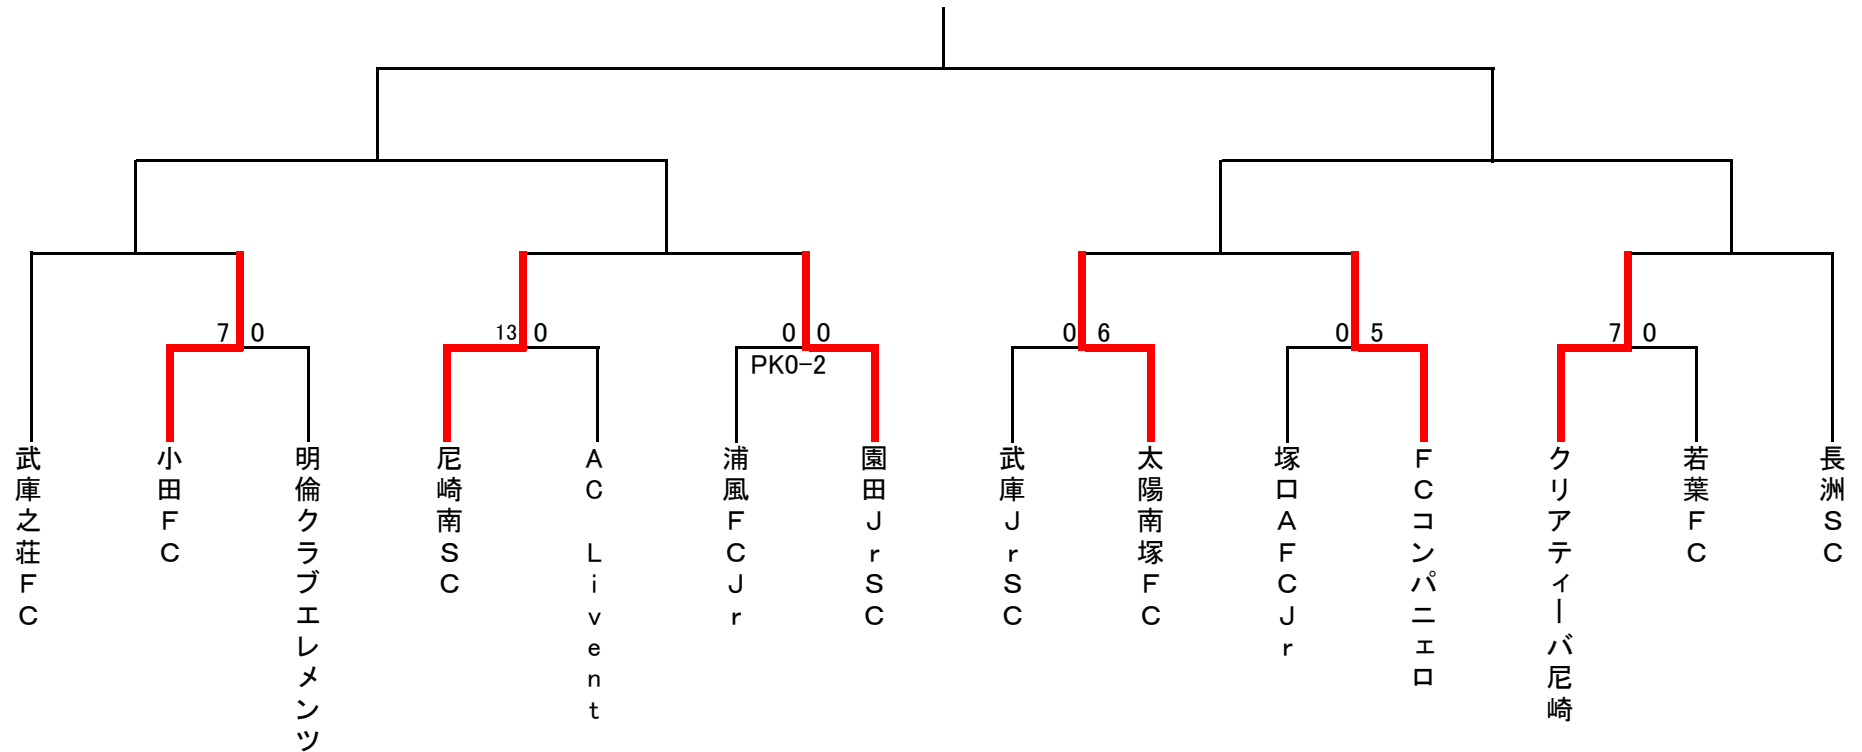 7 0
13 0
0 0
PK0-2
0 6
0 5
7 0
武庫之荘FC
小田FC
明倫クラブエレメンツ
尼崎南SC
AC Livent
浦風FCJr
園田JrSC
武庫JrSC
太陽南塚FC
塚口AFCJr
FCコンパニェロ
クリアティーバ尼崎
若葉FC
長洲SC